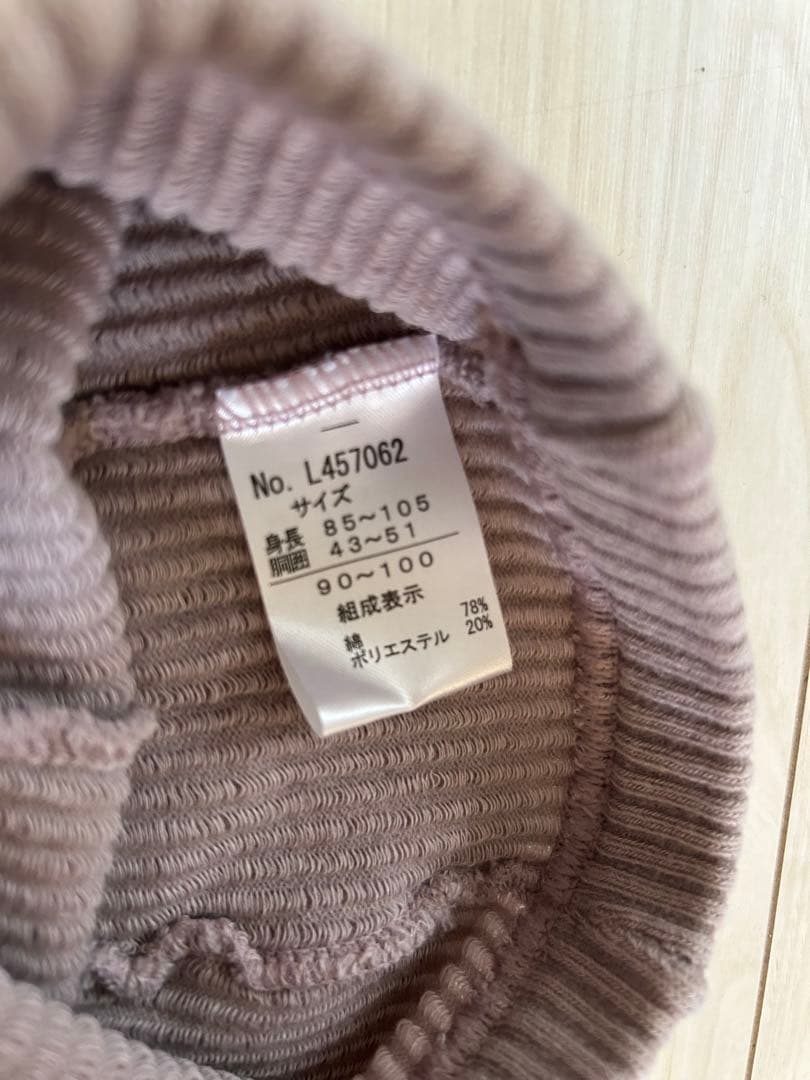 No. L457062
サイズ
身長 85～105
胴囲 43～51
90～100
組成表示
綿 78%
ポリエステル 20%